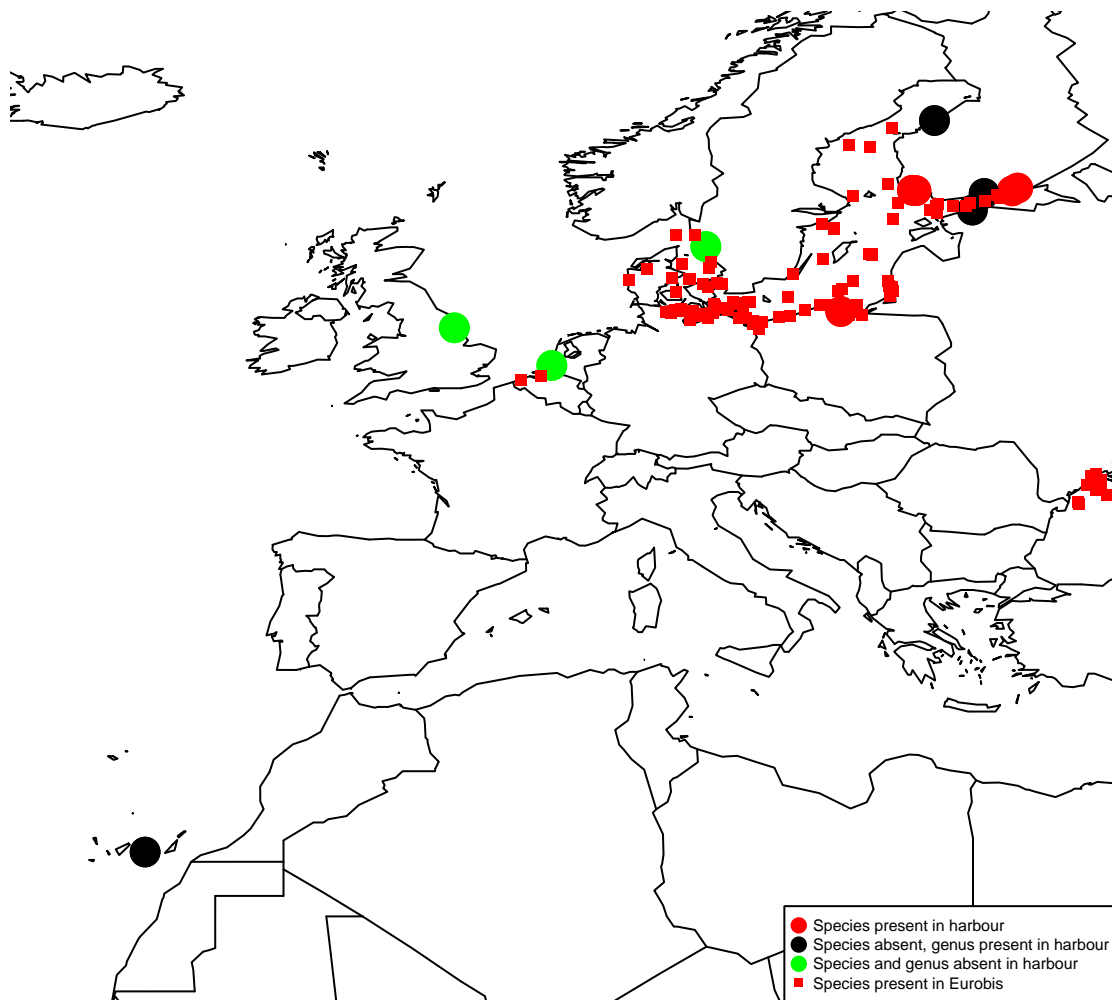 Species present in harbour
Species absent, genus present in harbour
Species and genus absent in harbour
Species present in Eurobis